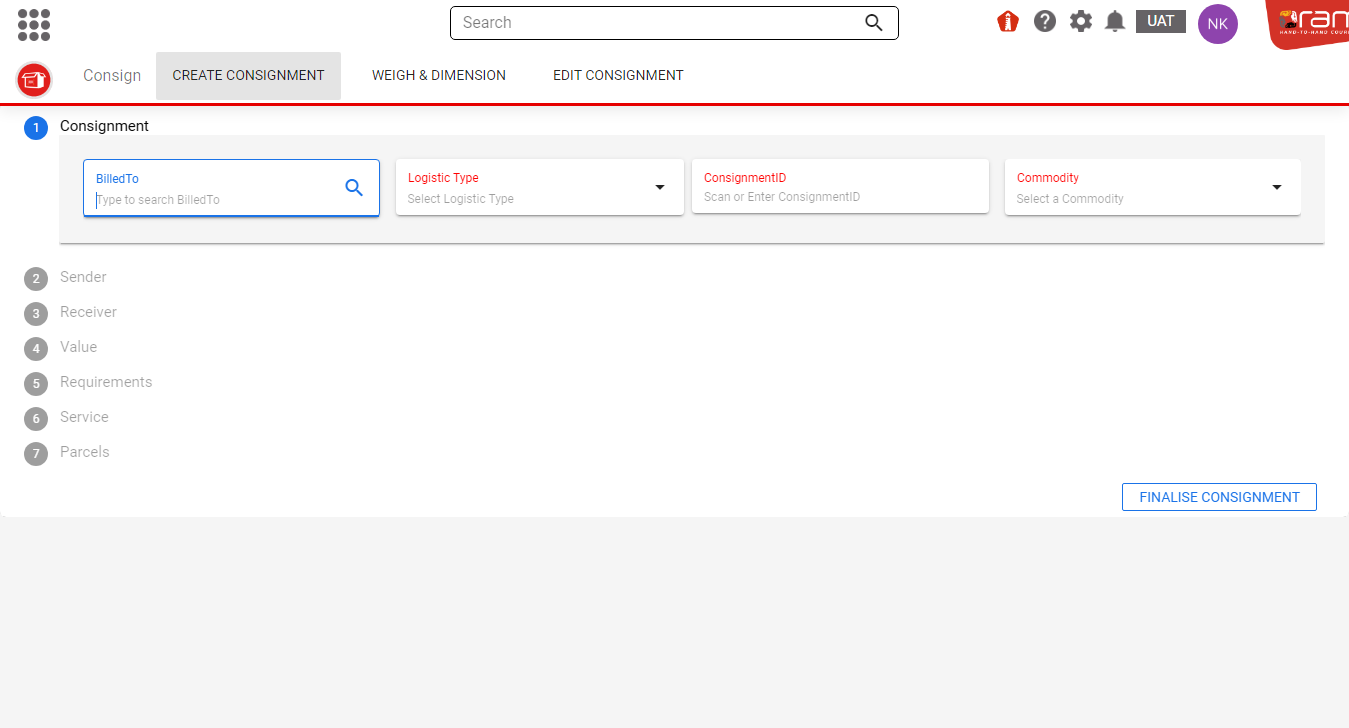 Search
UAT
NK
ram
HAND-TO-HAND COUR
Consign
CREATE CONSIGNMENT
WEIGH & DIMENSION
EDIT CONSIGNMENT
1 Consignment
BilledTo
Type to search BilledTo
Logistic Type
Select Logistic Type
ConsignmentID
Scan or Enter ConsignmentID
Commodity
Select a Commodity
2 Sender
3 Receiver
4 Value
5 Requirements
6 Service
7 Parcels
FINALISE CONSIGNMENT